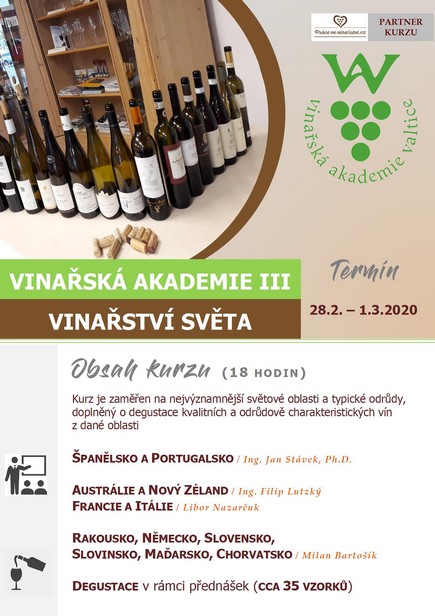 Práce ve vinařství.cz
PARTNER
KURZU
vinařská akademie valtice
VINAŘSKÁ AKADEMIE III
VINAŘSTVÍ SVĚTA
Termín
28.2. – 1.3.2020
Obsah kurzu (18 HODIN)
Kurz je zaměřen na nejvýznamnější světové oblasti a typické odrůdy,
doplněný o degustace kvalitních a odrůdově charakteristických vín
z dané oblasti
ŠPANĚLSKO A PORTUGALSKO / Ing. Jan Stávek, Ph.D.
AUSTRÁLIE A NOVÝ ZÉLAND / Ing. Filip Lutzký
FRANCIE A ITÁLIE / Libor Nazarčuk
RAKOUSKO, NĚMECKO, SLOVENSKO,
SLOVINSKO, MAĎARSKO, CHORVATSKO / Milan Bartošík
DEGUSTACE v rámci přednášek (CCA 35 VZORKŮ)